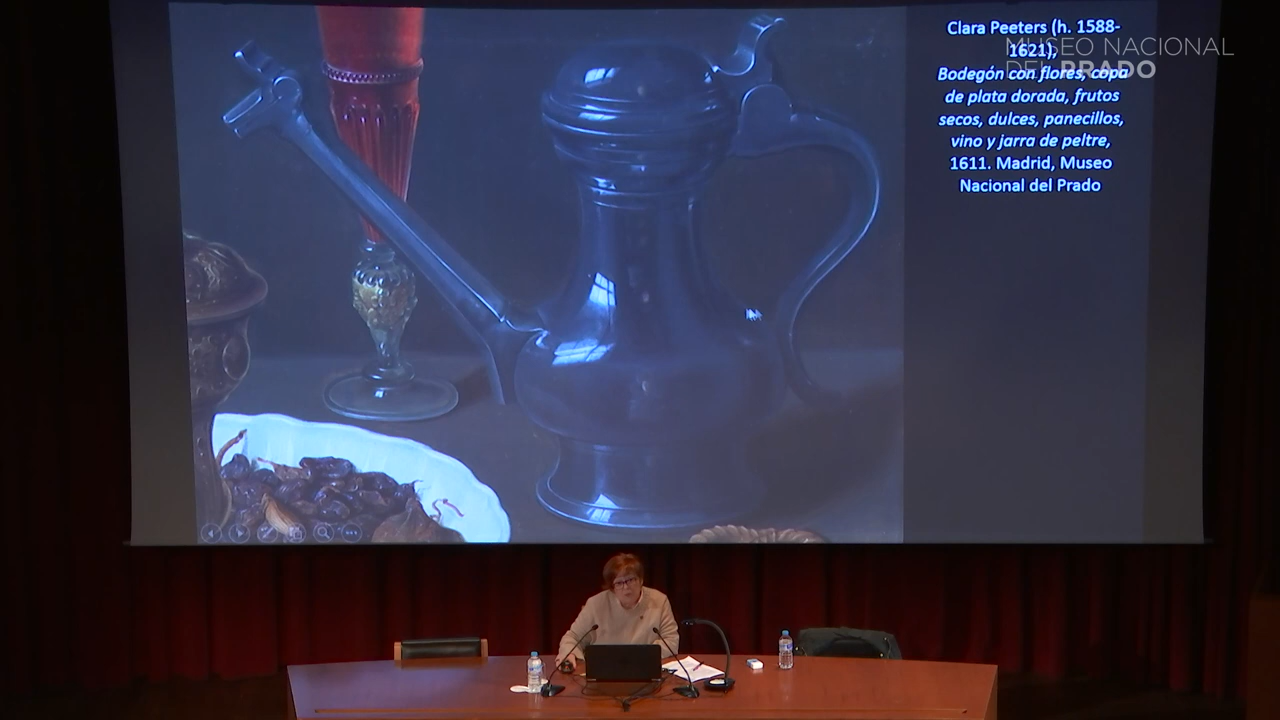 Clara Peeters (h. 1588-
1621),
Bodegón con flores, copa
de plata dorada, frutos
secos, dulces, panecillos,
vino y jarra de peltre,
1611. Madrid, Museo
Nacional del Prado
MUSEO NACIONAL
DEL PRADO